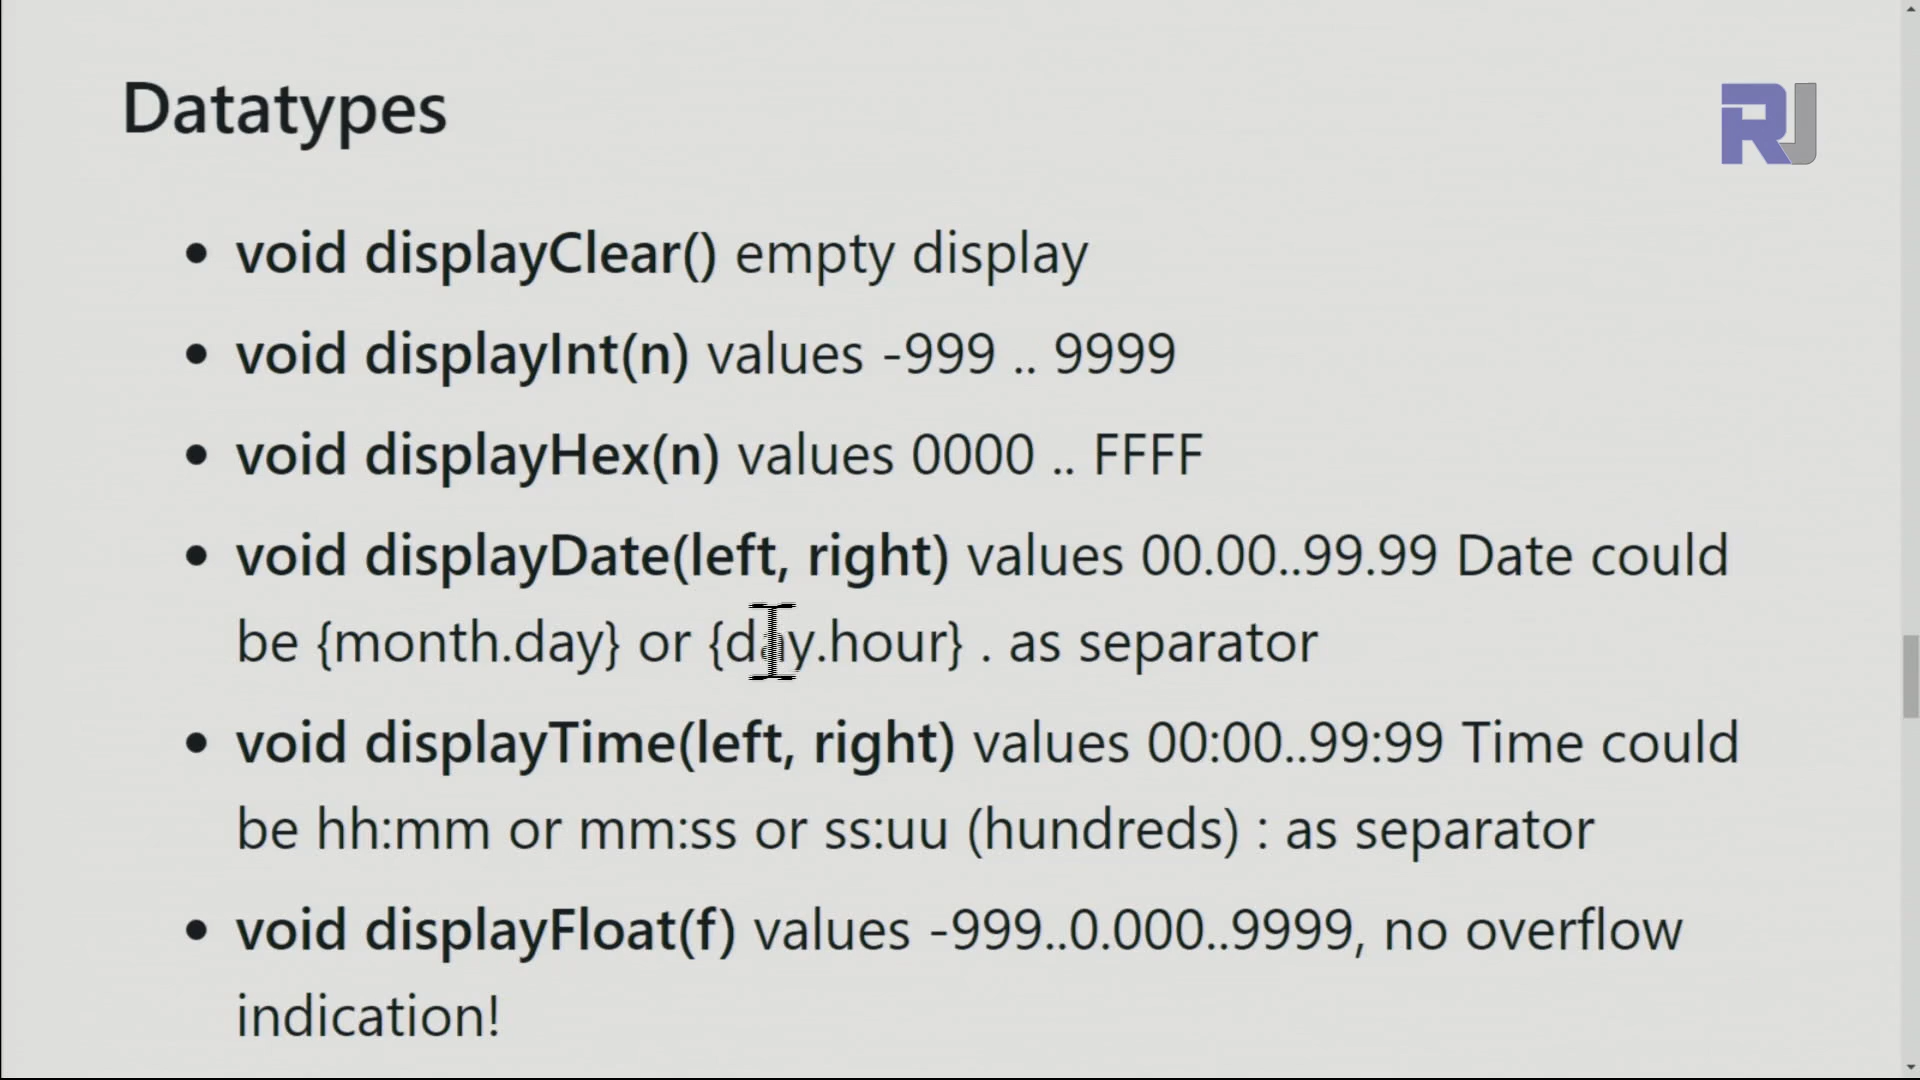 Datatypes
RJ
• void displayClear() empty display
• void displayInt(n) values -999 .. 9999
• void displayHex(n) values 0000 .. FFFF
• void displayDate(left, right) values 00.00..99.99 Date could
be {month.day} or {day.hour} . as separator
• void displayTime(left, right) values 00:00..99:99 Time could
be hh:mm or mm:ss or ss:uu (hundreds) : as separator
• void displayFloat(f) values -999..0.000..9999, no overflow
indication!